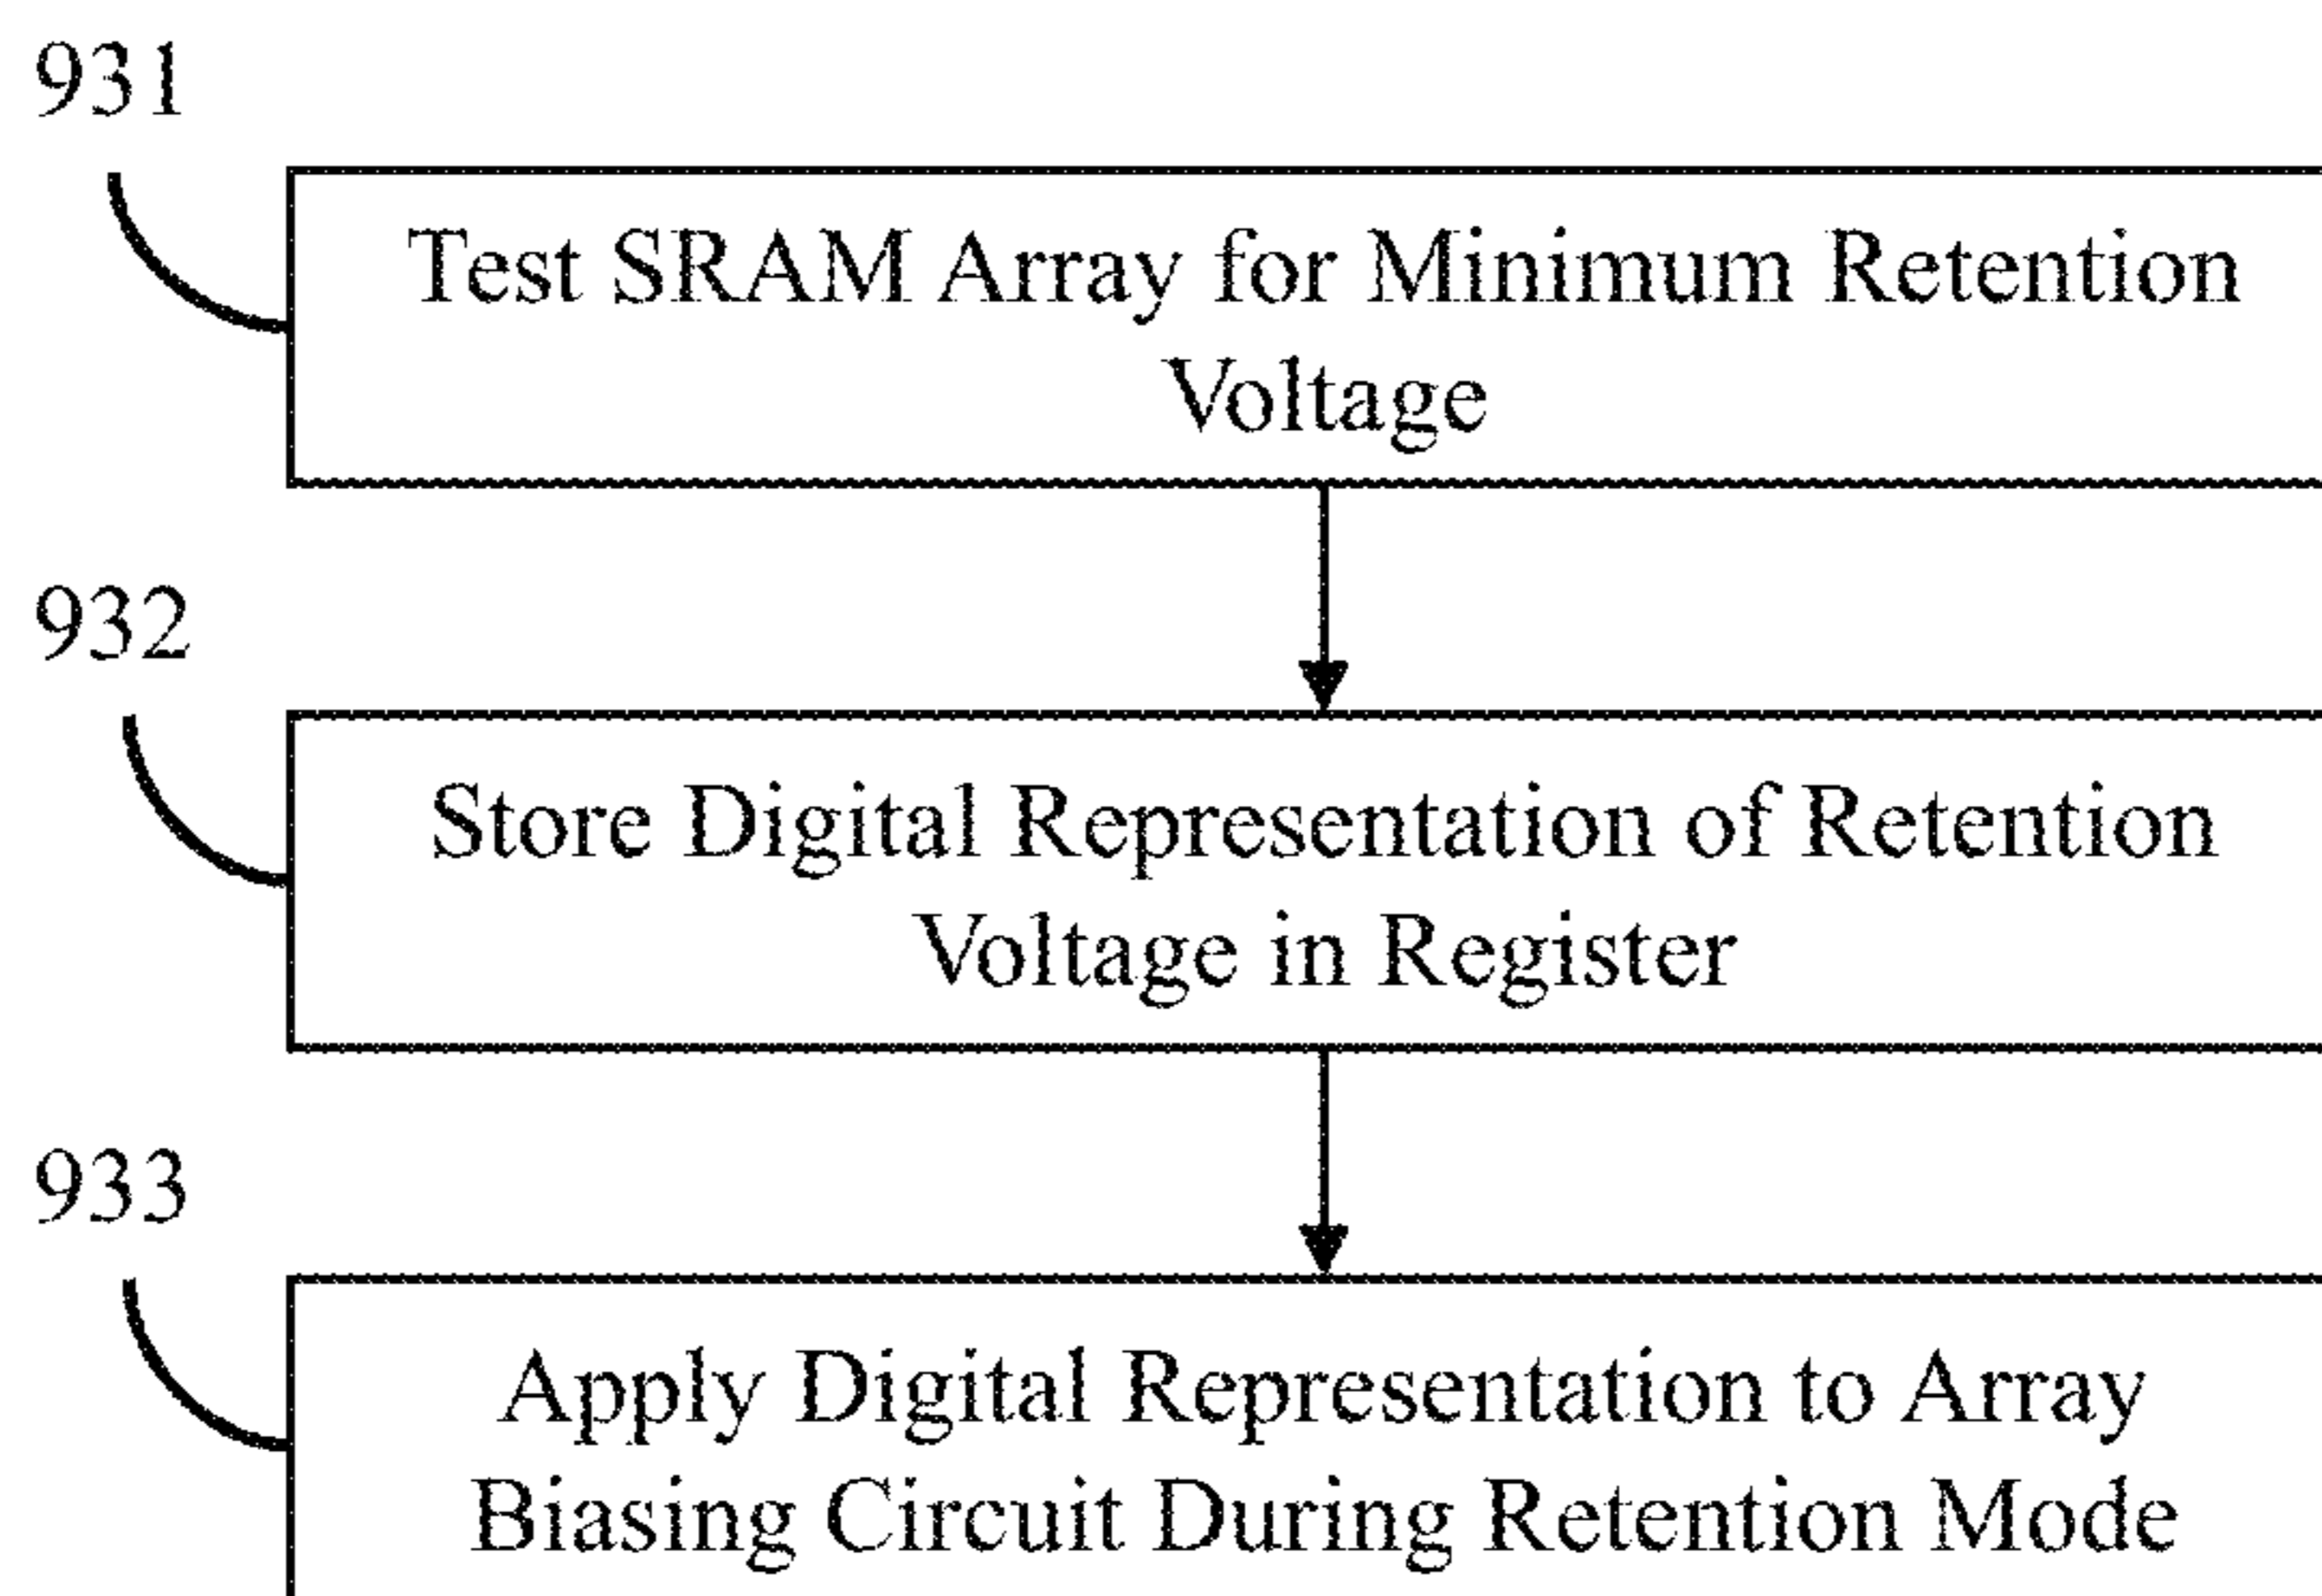 931
Test SRAM Array for Minimum Retention
Voltage
932
Store Digital Representation of Retention
Voltage in Register
933
Apply Digital Representation to Array
Biasing Circuit During Retention Mode